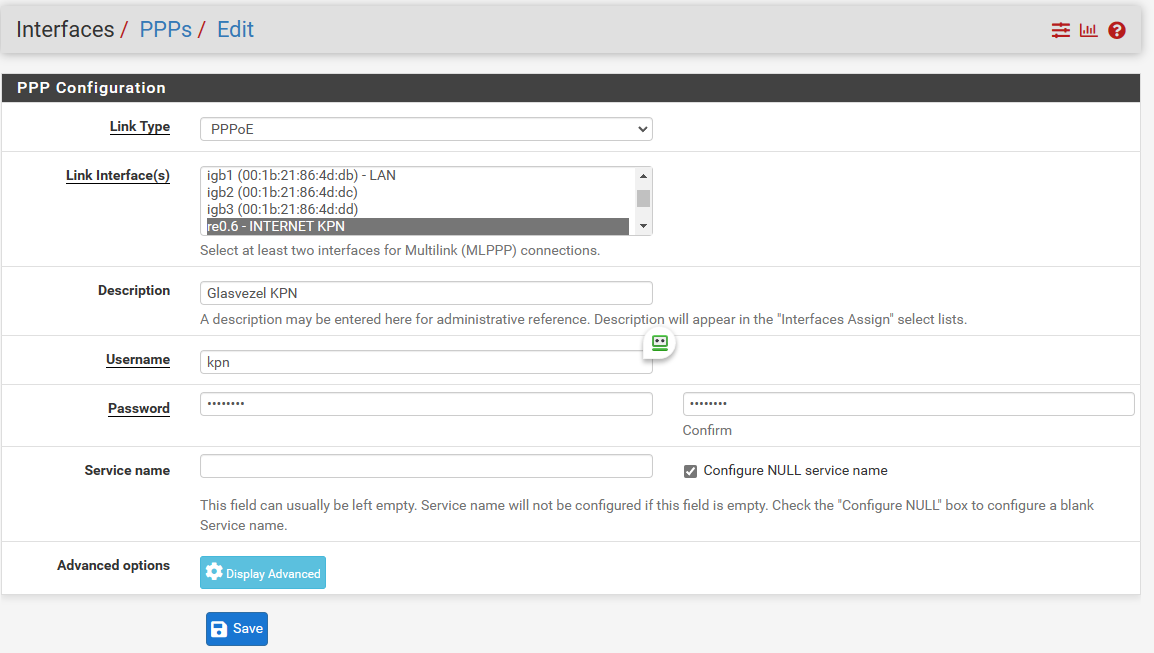 Interfaces / PPPs / Edit
PPP Configuration
Link Type
PPPoE
Link Interface(s)
igb1 (00:1b:21:86:4d:db) - LAN
igb2 (00:1b:21:86:4d:dc)
igb3 (00:1b:21:86:4d:dd)
re0.6 - INTERNET KPN
Select at least two interfaces for Multilink (MLPPP) connections.
Description
Glasvezel KPN
A description may be entered here for administrative reference. Description will appear in the "Interfaces Assign" select lists.
Username
kpn
Password
••••••••
••••••••
Confirm
Service name
Configure NULL service name
This field can usually be left empty. Service name will not be configured if this field is empty. Check the "Configure NULL" box to configure a blank
Service name.
Advanced options
Display Advanced
Save